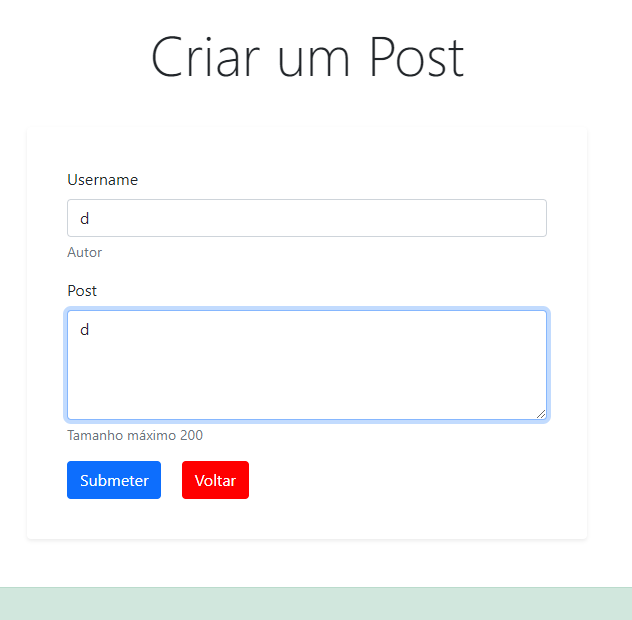 Criar um Post
Username
d
Autor
Post
d
Tamanho máximo 200
Submeter
Voltar